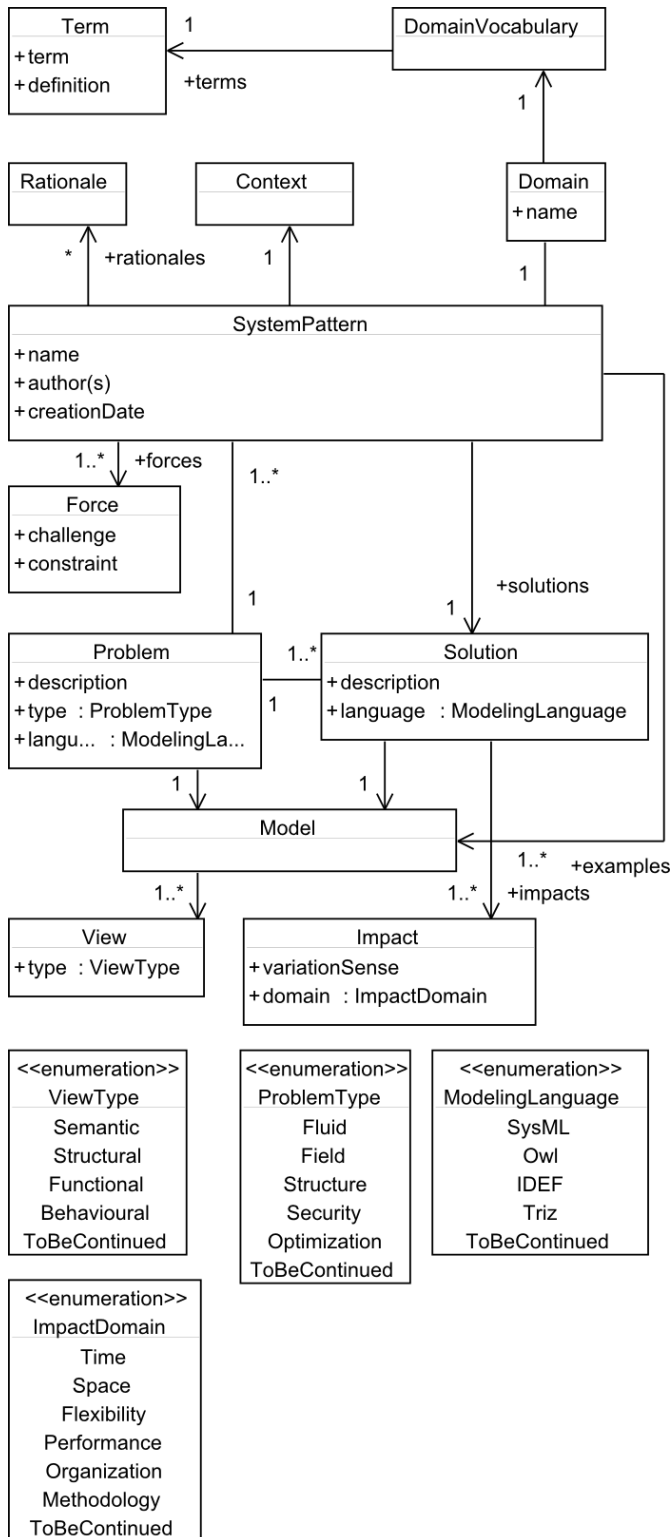 Term
+term
+definition
1
+terms
DomainVocabulary
1
Rationale
Context
Domain
+name
* +rationales
1
1
SystemPattern
+name
+author(s)
+creationDate
1..* +forces
1..*
Force
+challenge
+constraint
+solutions
1
1
Problem
+description
+type : ProblemType
+langu... : ModelingLa...
1..*
1
Solution
+description
+language : ModelingLanguage
1
1
Model
1..* +examples
1..*
1..* +impacts
View
+type : ViewType
Impact
+variationSense
+domain : ImpactDomain
<<enumeration>>
ViewType
Semantic
Structural
Functional
Behavioural
ToBeContinued
<<enumeration>>
ProblemType
Fluid
Field
Structure
Security
Optimization
ToBeContinued
<<enumeration>>
ModelingLanguage
SysML
Owl
IDEF
Triz
ToBeContinued
<<enumeration>>
ImpactDomain
Time
Space
Flexibility
Performance
Organization
Methodology
ToBeContinued